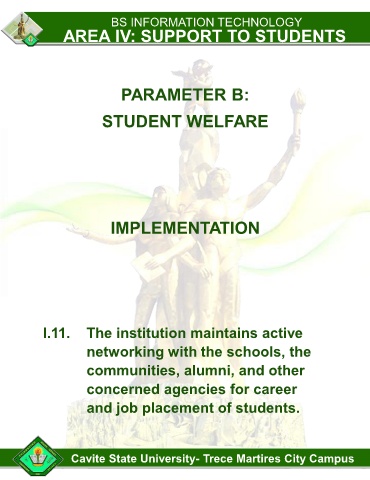 BS INFORMATION TECHNOLOGY
AREA IV: SUPPORT TO STUDENTS
PARAMETER B:
STUDENT WELFARE
IMPLEMENTATION
I.11. The institution maintains active
networking with the schools, the
communities, alumni, and other
concerned agencies for career
and job placement of students.
Cavite State University- Trece Martires City Campus